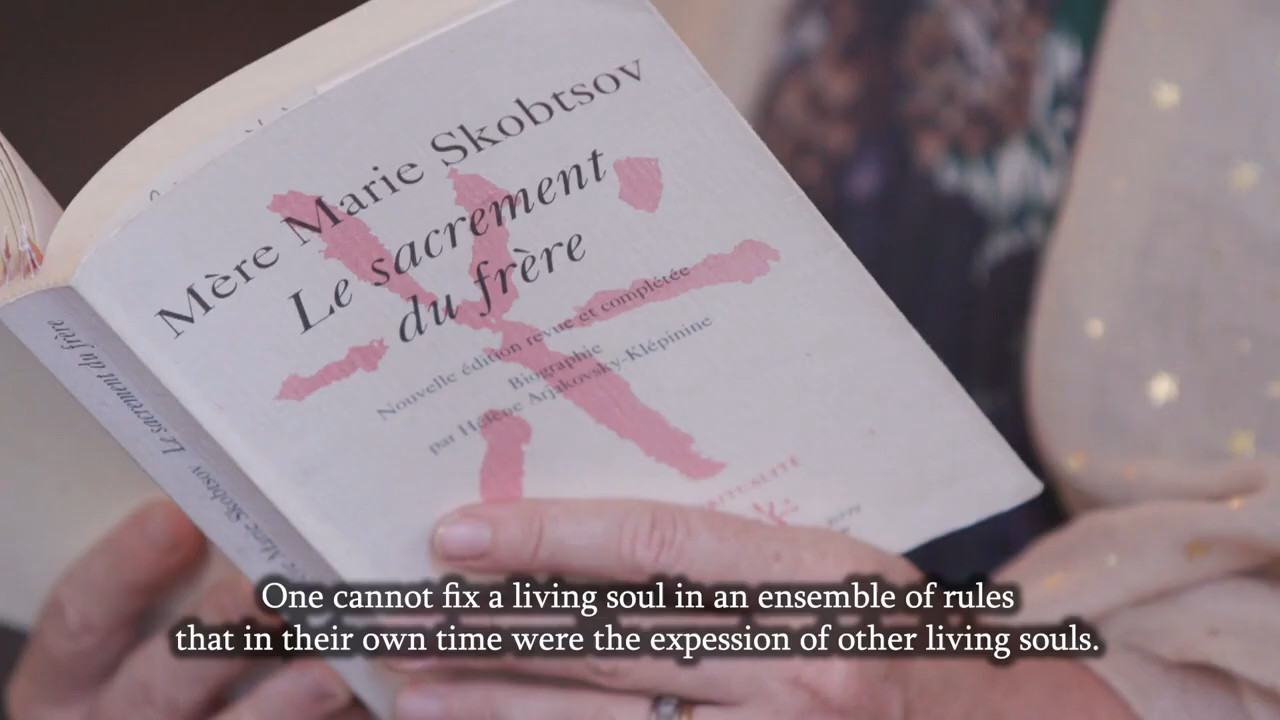 Mère Marie Skobtsov
Le sacrement
du frère
Nouvelle édition revue et complétée
Biographie
par Hélène Arjakovsky-Klépinine
Marie Skobtsov Le sacrement du frère
One cannot fix a living soul in an ensemble of rules
that in their own time were the expession of other living souls.